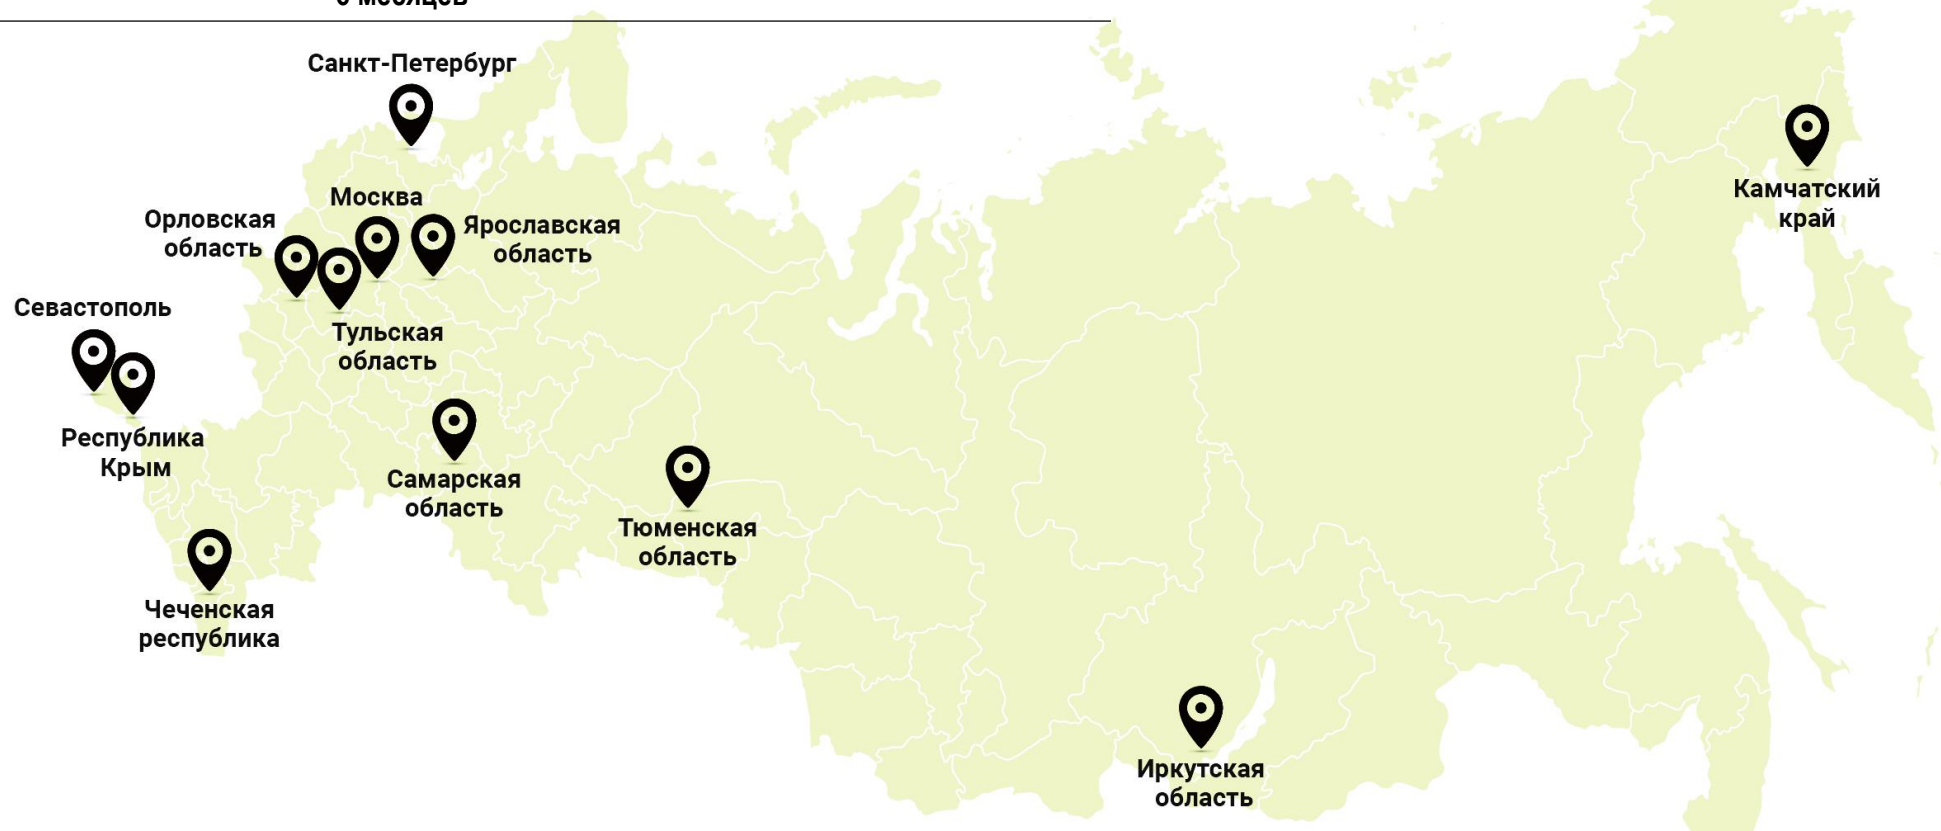 месяцев
Санкт-Петербург
Москва
Орловская
область
Ярославская
область
Камчатский
край
Севастополь
Тульская
область
Республика
Крым
Самарская
область
Тюменская
область
Чеченская
республика
Иркутская
область